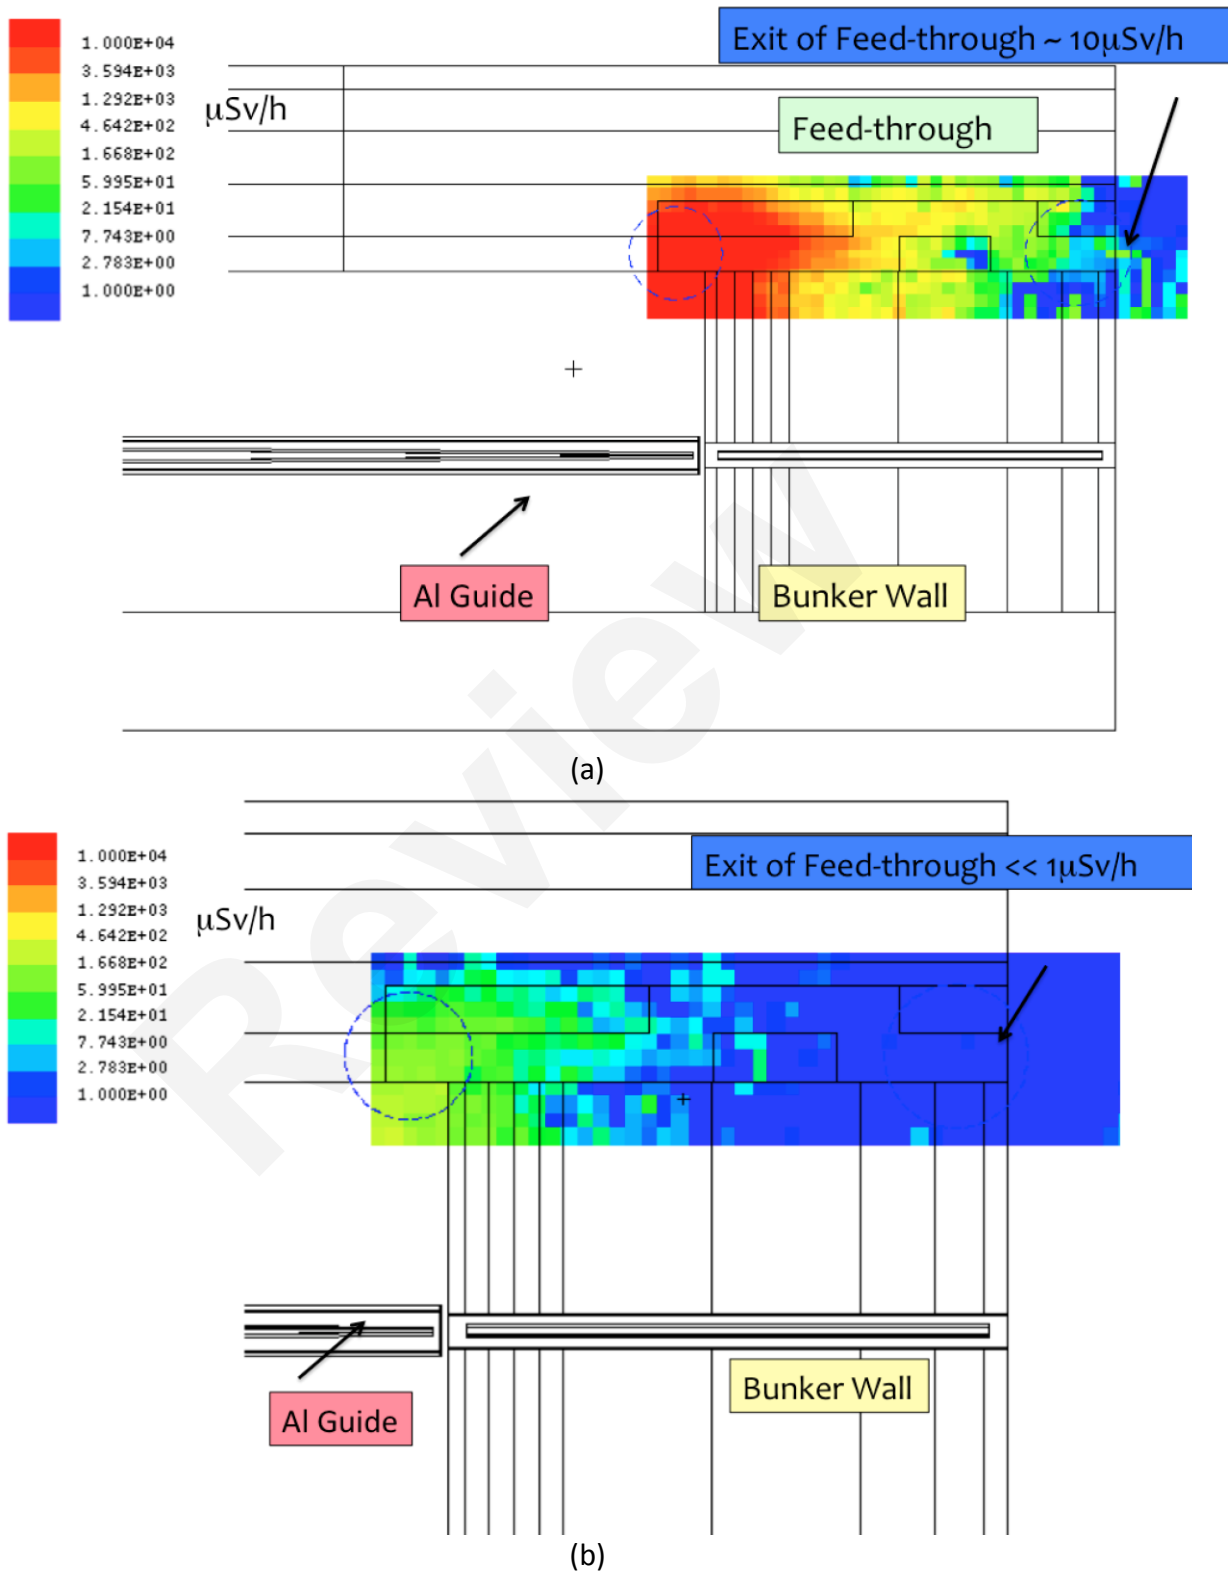 Exit of Feed-through ~ 10µSv/h
1.000E+04
3.594E+03
1.292E+03
4.642E+02
1.668E+02
5.995E+01
2.154E+01
7.743E+00
2.783E+00
1.000E+00
µSv/h
Feed-through
Al Guide
Bunker Wall
(a)
Review
Exit of Feed-through << 1µSv/h
1.000E+04
3.594E+03
1.292E+03
4.642E+02
1.668E+02
5.995E+01
2.154E+01
7.743E+00
2.783E+00
1.000E+00
µSv/h
Bunker Wall
Al Guide
(b)